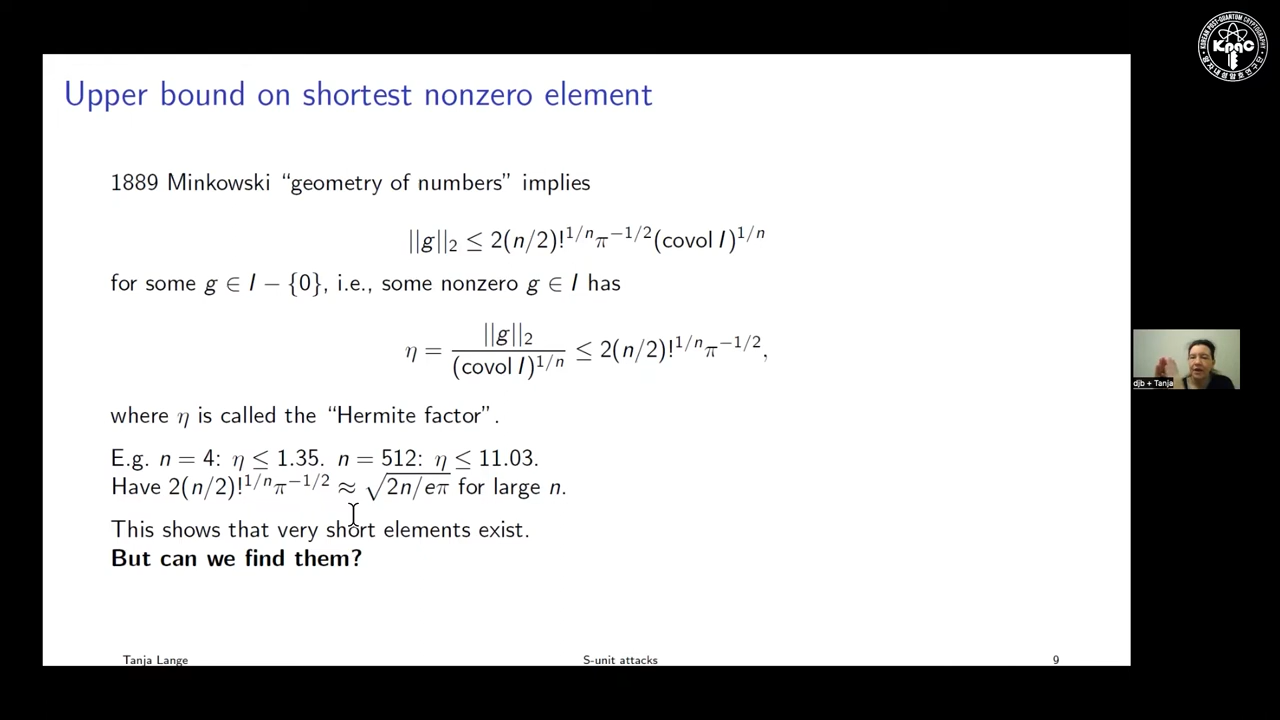 Upper bound on shortest nonzero element
1889 Minkowski “geometry of numbers” implies
||g||₂ ≤ 2(n/2)!^{1/n}π^{−1/2}(covol I)^{1/n}
for some g ∈ I − {0}, i.e., some nonzero g ∈ I has
η = ||g||₂ / (covol I)^{1/n} ≤ 2(n/2)!^{1/n}π^{−1/2},
where η is called the “Hermite factor”.
E.g. n = 4: η ≤ 1.35. n = 512: η ≤ 11.03.
Have 2(n/2)!^{1/n}π^{−1/2} ≈ √(2n/eπ) for large n.
This shows that very short elements exist.
But can we find them?
Tanja Lange
S-unit attacks
9
djb + Tanja
KPQC